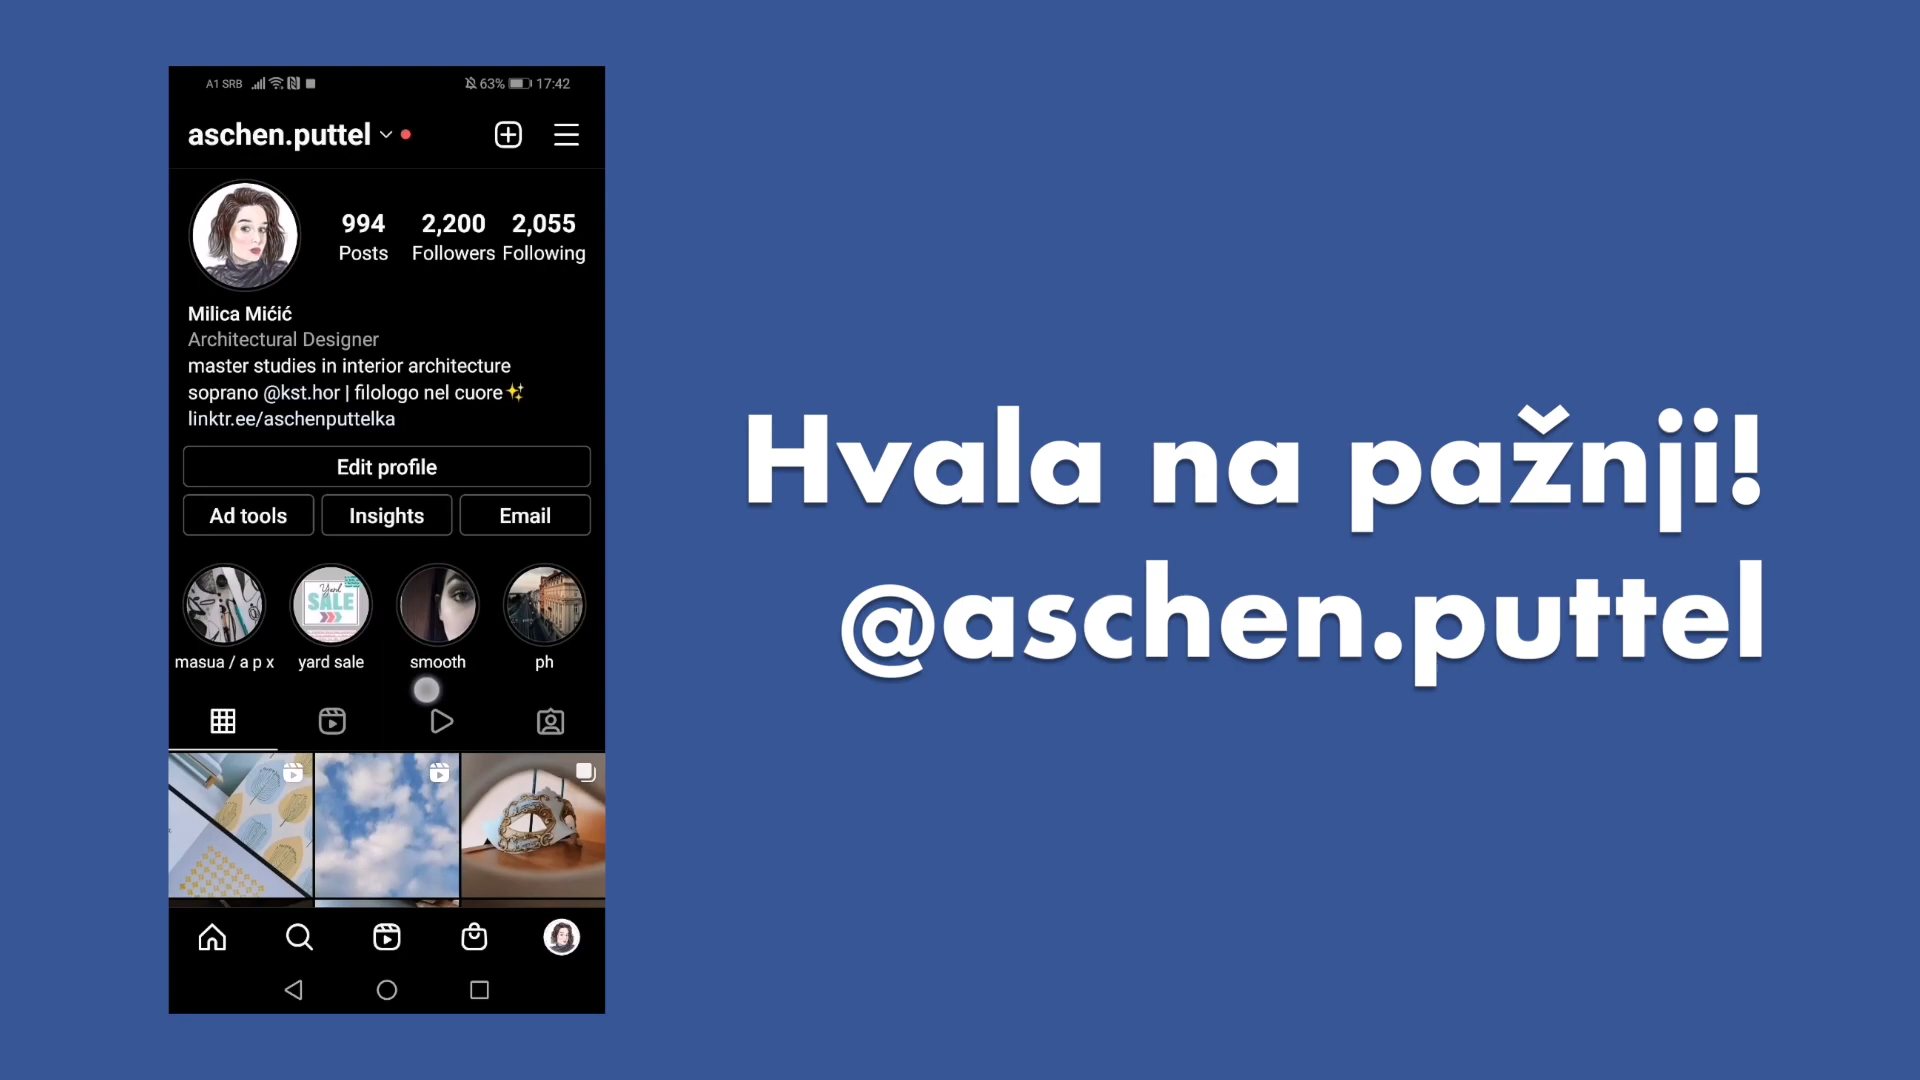 A1 SRB 63% 17:42
aschen.puttel
994 2,200 2,055
Posts Followers Following
Milica Mićić
Architectural Designer
master studies in interior architecture
soprano @kst.hor | filologo nel cuore✨
linktr.ee/aschenputtelka
Edit profile
Ad tools Insights Email
Yard
SALE
masua / a p x yard sale smooth ph
Hvala na pažnji!
@aschen.puttel